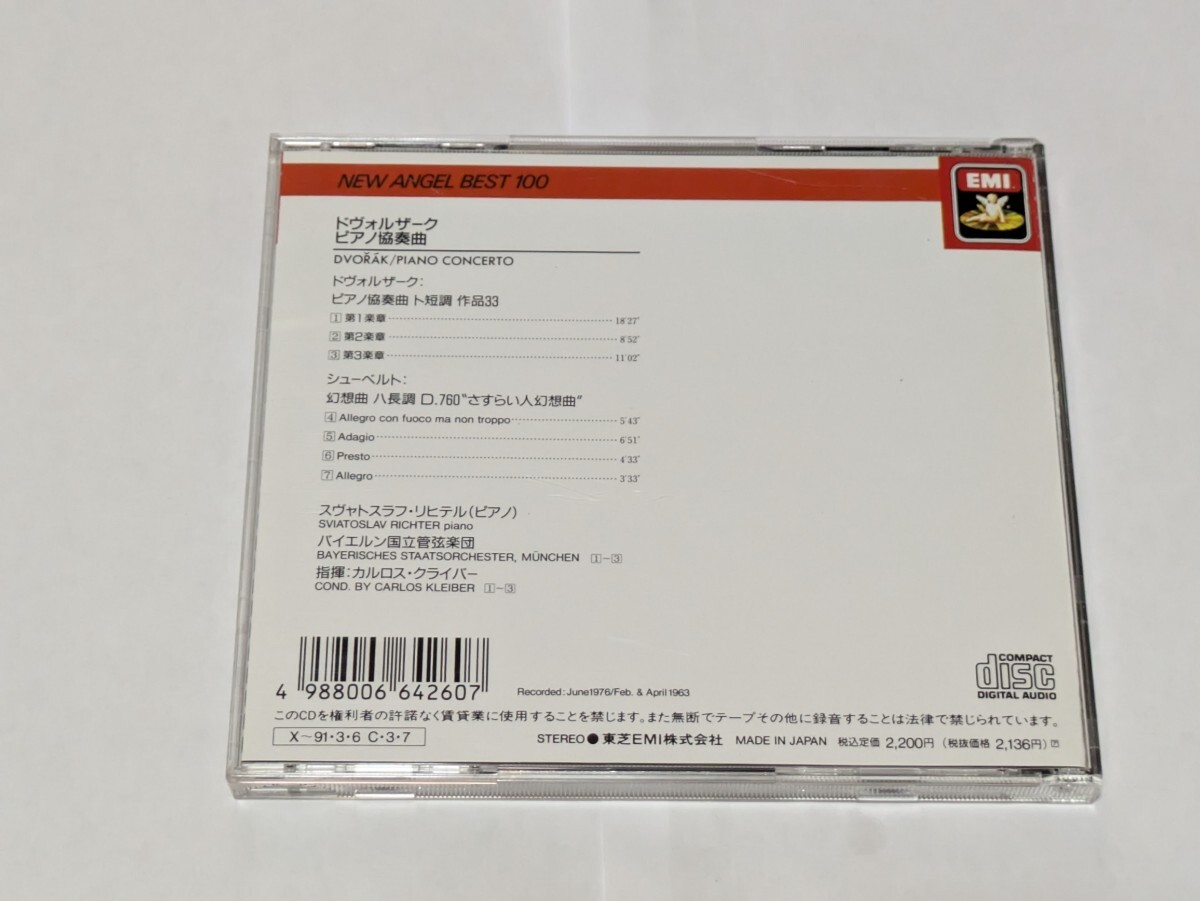 NEW ANGEL BEST 100
EMI
ドヴォルザーク
ピアノ協奏曲
DVOŘÁK/PIANO CONCERTO
ドヴォルザーク:
ピアノ協奏曲 ト短調 作品33
1 第1楽章 18'27"
2 第2楽章 8'52"
3 第3楽章 11'02"
シューベルト:
幻想曲 ハ長調 D.760“さすらい人幻想曲”
4 Allegro con fuoco ma non troppo 5'43"
5 Adagio 6'51"
6 Presto 4'33"
7 Allegro 3'33"
スヴャトスラフ・リヒテル(ピアノ)
SVIATOSLAV RICHTER piano
バイエルン国立管弦楽団
BAYERISCHES STAATSORCHESTER, MÜNCHEN 1–3
指揮:カルロス・クライバー
COND. BY CARLOS KLEIBER 1–3
4 988006 642607
Recorded: June1976/Feb. & April 1963
COMPACT
disc
DIGITAL AUDIO
このCDを権利者の許諾なく賃貸業に使用することを禁じます。また無断でテープその他に録音することは法律で禁じられています。
X〜91・3・6 C・3・7
STEREO ● 東芝EMI株式会社 MADE IN JAPAN 税込定価 2,200円 (税抜価格 2,136円)